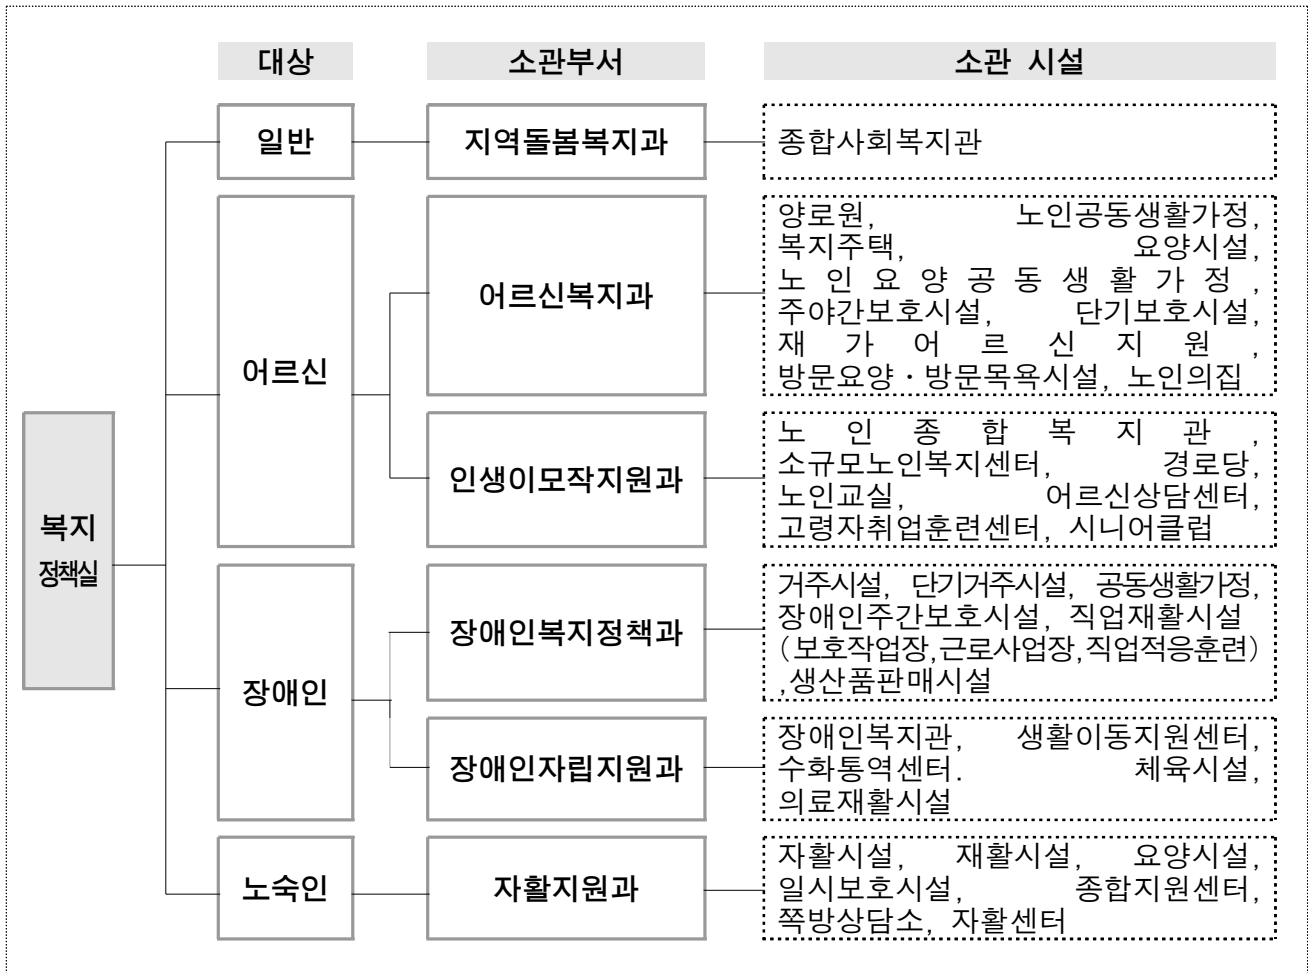 대상 소관부서 소관 시설
일반 지역돌봄복지과 종합사회복지관
어르신
어르신복지과
양로원, 노인공동생활가정,
복지주택, 요양시설,
노인요양공동생활가정,
주야간보호시설, 단기보호시설,
재가어르신지원,
방문요양·방문목욕시설, 노인의집
인생이모작지원과
노인종합복지관,
소규모노인복지센터, 경로당,
노인교실, 어르신상담센터,
고령자취업훈련센터, 시니어클럽
복지
정책실
장애인
장애인복지정책과
거주시설, 단기거주시설, 공동생활가정,
장애인주간보호시설, 직업재활시설
(보호작업장,근로사업장,직업적응훈련)
,생산품판매시설
장애인자립지원과
장애인복지관, 생활이동지원센터,
수화통역센터. 체육시설,
의료재활시설
노숙인
자활지원과
자활시설, 재활시설, 요양시설,
일시보호시설, 종합지원센터,
쪽방상담소, 자활센터